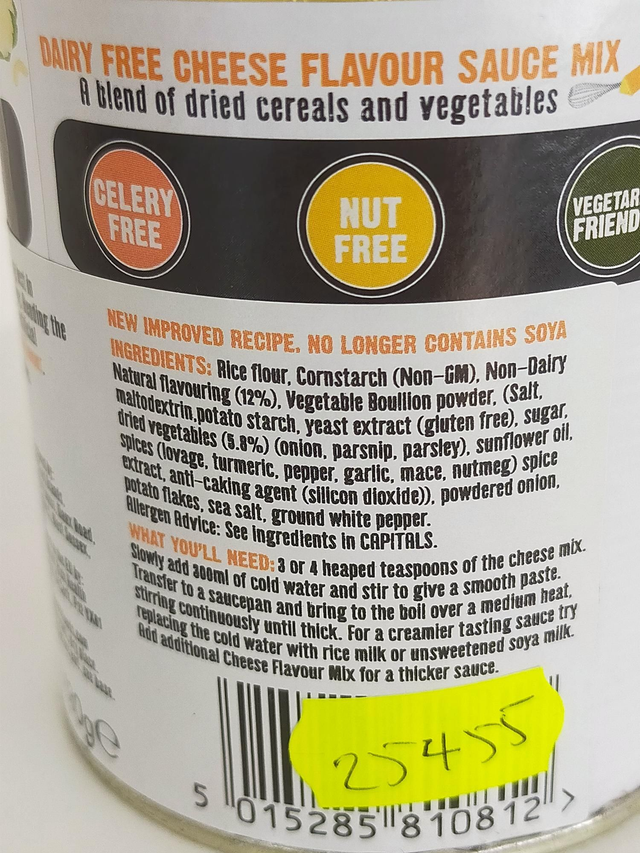 DAIRY FREE CHEESE FLAVOUR SAUCE MIX
A blend of dried cereals and vegetables
CELERY
FREE
NUT
FREE
VEGETAR
FRIEND
the
NEW IMPROVED RECIPE. NO LONGER CONTAINS SOYA
INGREDIENTS: Rice flour, Cornstarch (Non-GM), Non-Dairy
Natural flavouring (12%), Vegetable Bouillon powder, (Salt,
maltodextrin,potato starch, yeast extract (gluten free), sugar,
dried vegetables (5.8%) (onion, parsnip, parsley), sunflower oil,
spices (lovage, turmeric, pepper, garlic, mace, nutmeg) spice
extract, anti-caking agent (silicon dioxide)), powdered onion,
potato flakes, sea salt, ground white pepper.
Allergen Advice: See ingredients in CAPITALS.
WHAT YOU'LL NEED: 3 or 4 heaped teaspoons of the cheese mix.
Slowly add 300ml of cold water and stir to give a smooth paste.
Transfer to a saucepan and bring to the boil over a medium heat,
stirring continuously until thick. For a creamier tasting sauce try
replacing the cold water with rice milk or unsweetened soya milk.
Add additional Cheese Flavour Mix for a thicker sauce.
0g e
25455
5 015285 810812 >